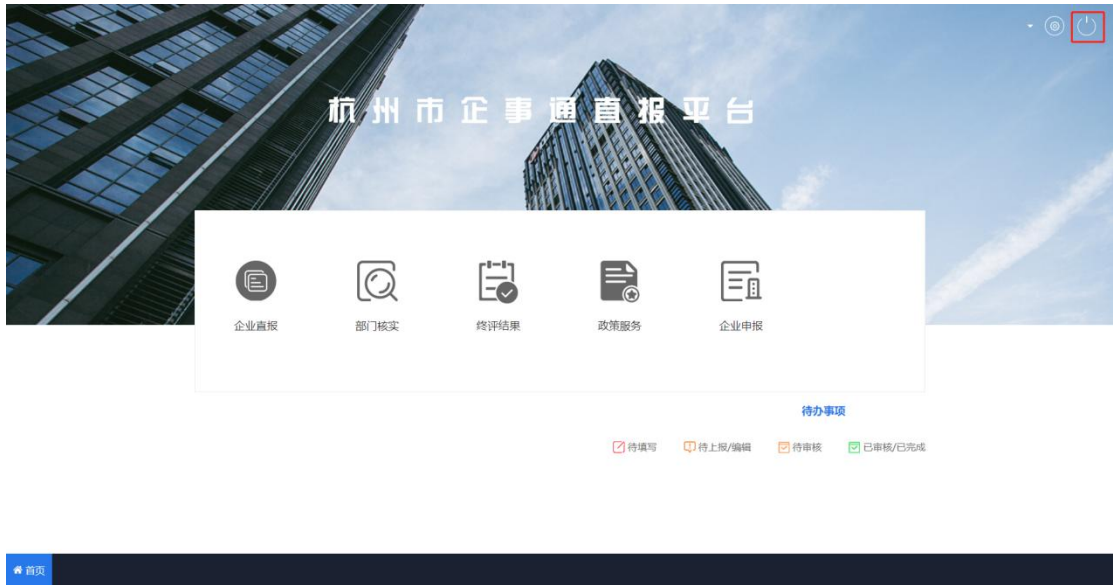 杭州市企事通直报平台
企业直报 部门核实 终评结果 政策服务 企业申报
待办事项
待填写 待上报/编辑 待审核 已审核/已完成
首页